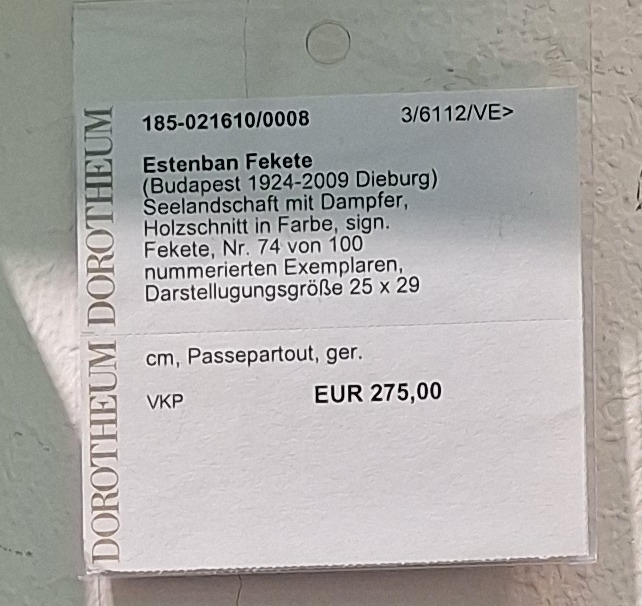 DOROTHEUM DOROTHEUM
185-021610/0008 3/6112/VE>
Estenban Fekete
(Budapest 1924-2009 Dieburg)
Seelandschaft mit Dampfer,
Holzschnitt in Farbe, sign.
Fekete, Nr. 74 von 100
nummerierten Exemplaren,
Darstellugungsgröße 25 x 29
cm, Passepartout, ger.
VKP EUR 275,00